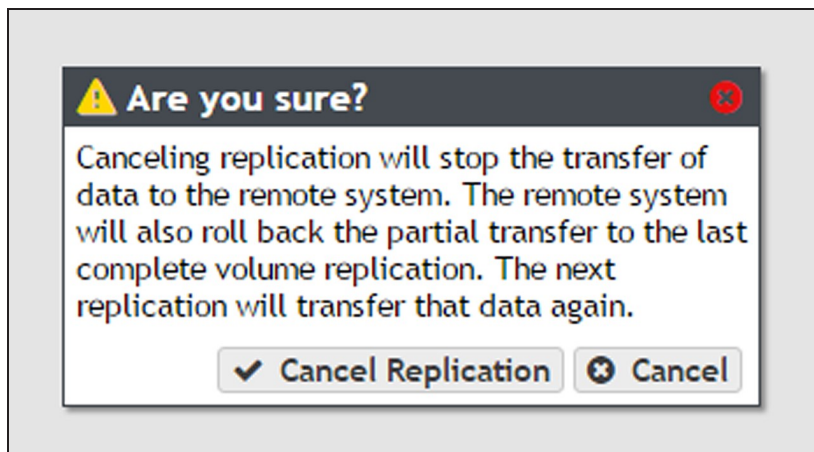 Are you sure?
Canceling replication will stop the transfer of
data to the remote system. The remote system
will also roll back the partial transfer to the last
complete volume replication. The next
replication will transfer that data again.
Cancel Replication Cancel